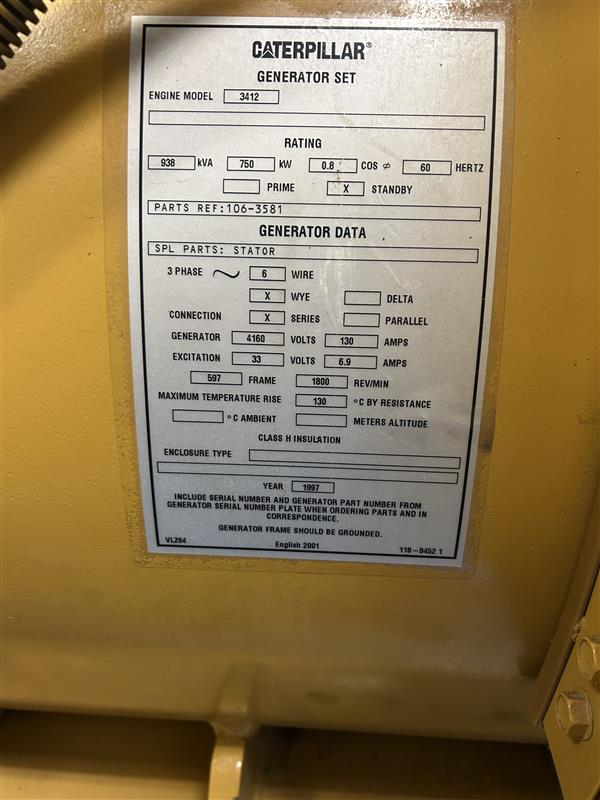 CATERPILLAR®
GENERATOR SET
ENGINE MODEL 3412
RATING
938 kVA 750 kW 0.8 COS ø 60 HERTZ
PRIME X STANDBY
PARTS REF:106-3581
GENERATOR DATA
SPL PARTS: STATOR
3 PHASE 6 WIRE
X WYE DELTA
CONNECTION X SERIES PARALLEL
GENERATOR 4160 VOLTS 130 AMPS
EXCITATION 33 VOLTS 6.9 AMPS
597 FRAME 1800 REV/MIN
MAXIMUM TEMPERATURE RISE 130 °C BY RESISTANCE
°C AMBIENT METERS ALTITUDE
CLASS H INSULATION
ENCLOSURE TYPE
YEAR 1997
INCLUDE SERIAL NUMBER AND GENERATOR PART NUMBER FROM
GENERATOR SERIAL NUMBER PLATE WHEN ORDERING PARTS AND IN
CORRESPONDENCE.
GENERATOR FRAME SHOULD BE GROUNDED.
VLZ64 English 2001 118-8452 1